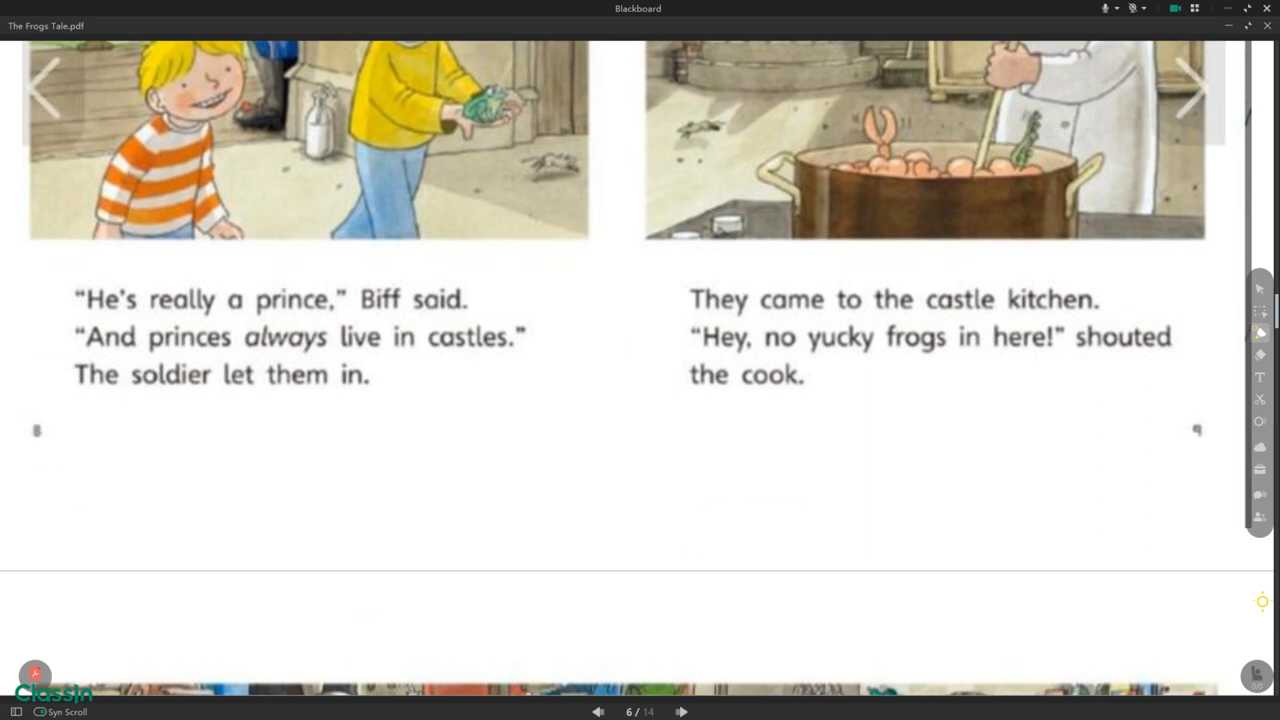 Blackboard
The Frogs Tale.pdf
“He’s really a prince,” Biff said.
“And princes always live in castles.”
The soldier let them in.
8
They came to the castle kitchen.
“Hey, no yucky frogs in here!” shouted
the cook.
9
T
0/0
ClassIn
Syn Scroll
6 / 14